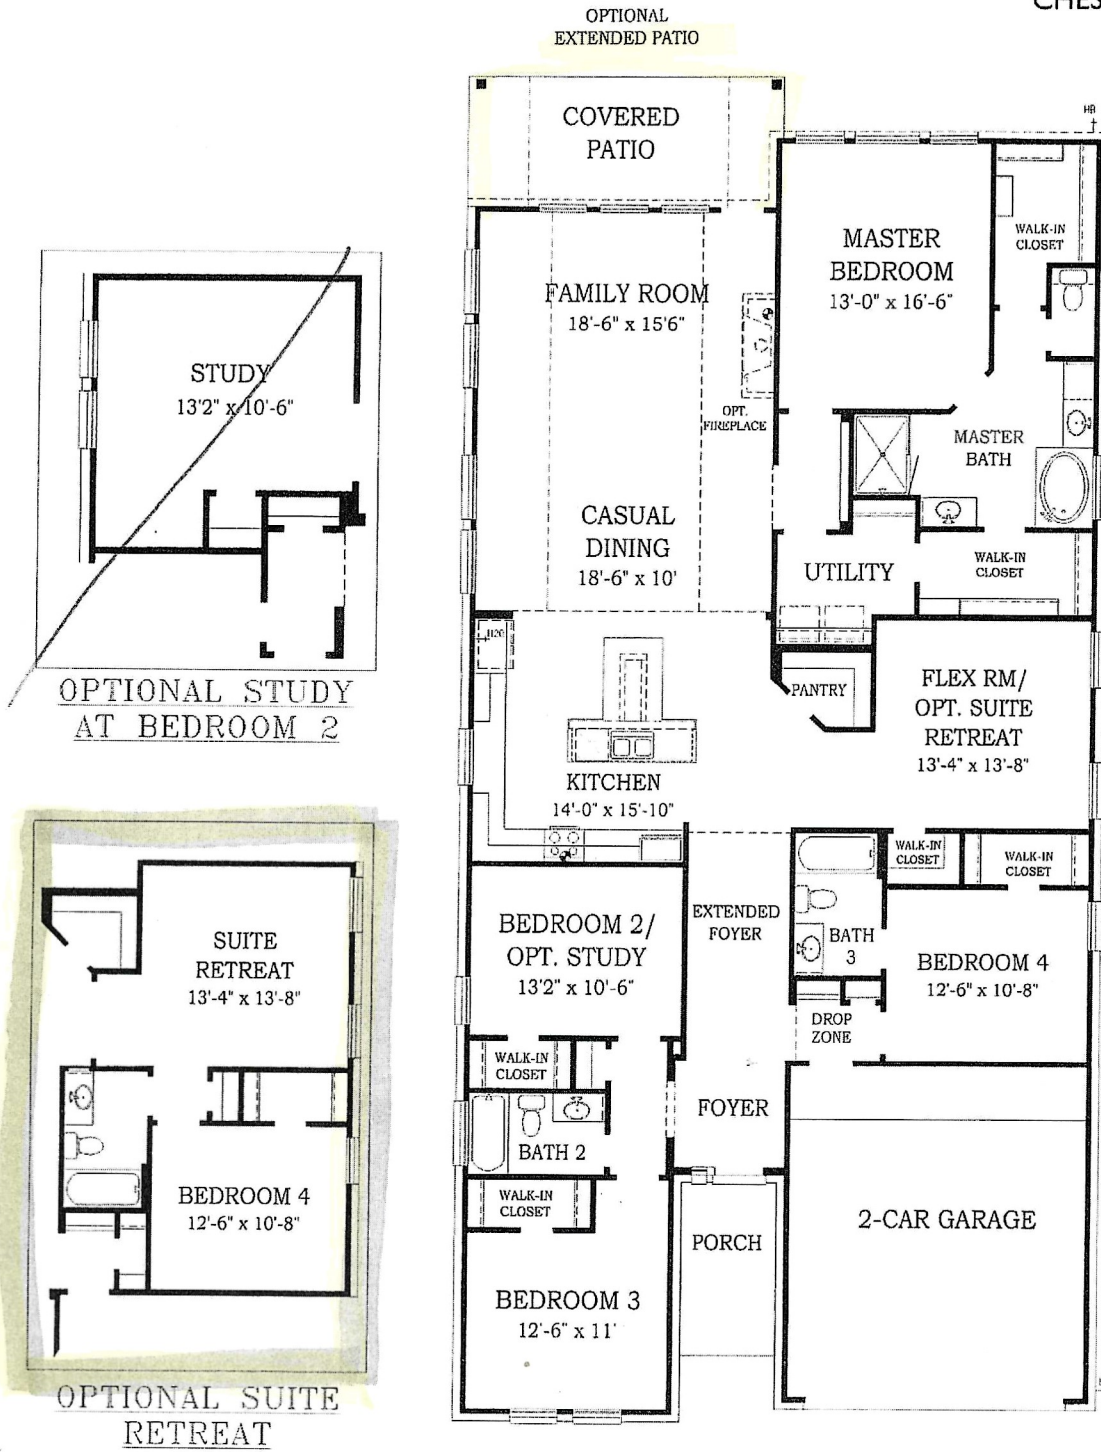 OPTIONAL
EXTENDED PATIO
COVERED
PATIO
HB
MASTER
BEDROOM
13'-0" x 16'-6"
WALK-IN
CLOSET
FAMILY ROOM
18'-6" x 15'6"
OPT.
FIREPLACE
MASTER
BATH
CASUAL
DINING
18'-6" x 10'
UTILITY
WALK-IN
CLOSET
H2O
PANTRY
FLEX RM/
OPT. SUITE
RETREAT
13'-4" x 13'-8"
KITCHEN
14'-0" x 15'-10"
WALK-IN
CLOSET
WALK-IN
CLOSET
BEDROOM 2/
OPT. STUDY
13'2" x 10'-6"
EXTENDED
FOYER
BATH
3
BEDROOM 4
12'-6" x 10'-8"
DROP
ZONE
WALK-IN
CLOSET
FOYER
BATH 2
WALK-IN
CLOSET
PORCH
2-CAR GARAGE
BEDROOM 3
12'-6" x 11'
STUDY
13'2" x 10'-6"
OPTIONAL STUDY
AT BEDROOM 2
SUITE
RETREAT
13'-4" x 13'-8"
BEDROOM 4
12'-6" x 10'-8"
OPTIONAL SUITE
RETREAT